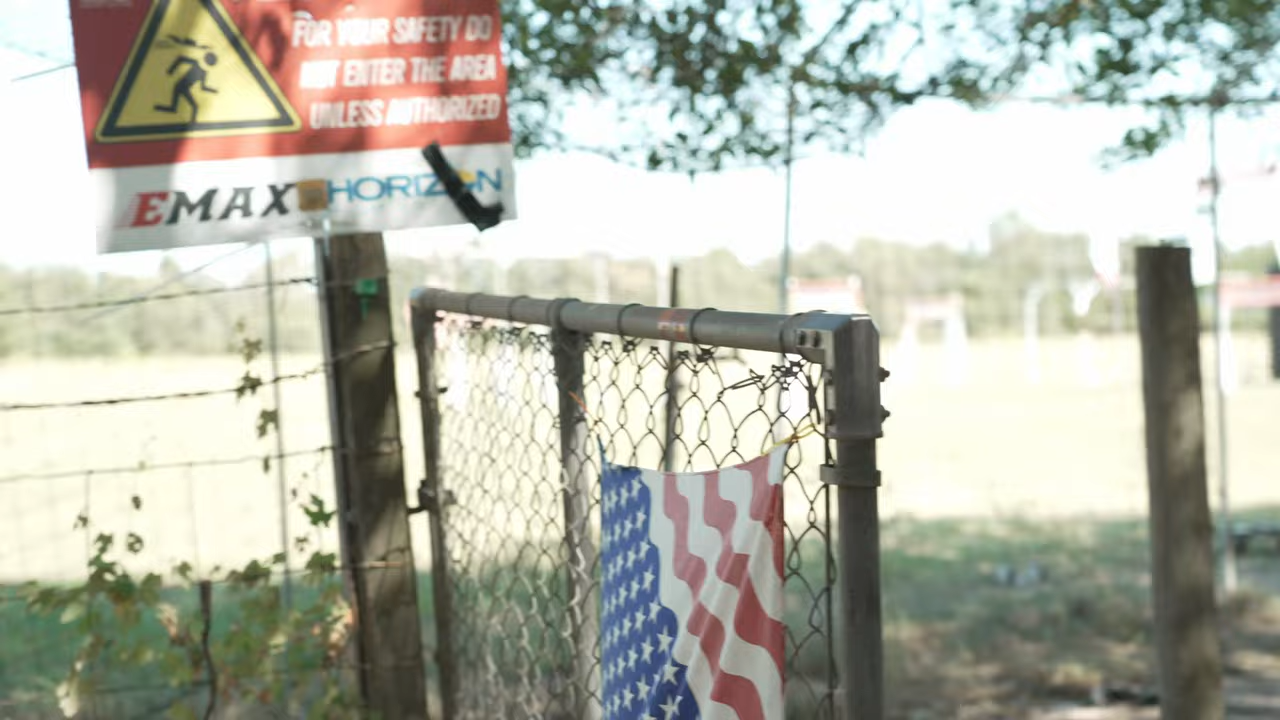 FOR YOUR SAFETY DO
NOT ENTER THE AREA
UNLESS AUTHORIZED
EMAX HORIZON